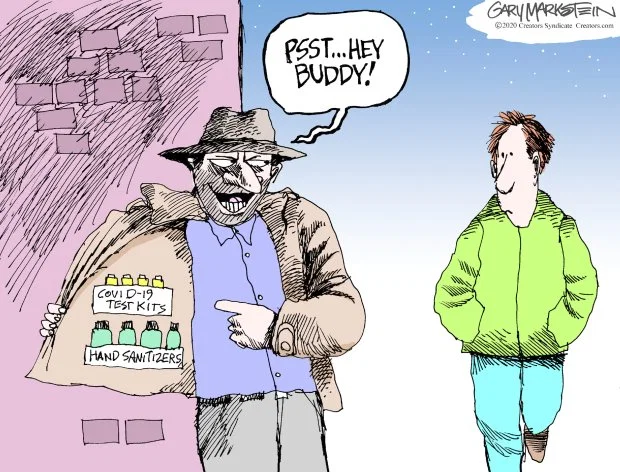 GARY MARKSTEIN
©2020 Creators Syndicate Creators.com
PSST...HEY
BUDDY!
COVID-19
TEST KITS
HAND SANITIZERS